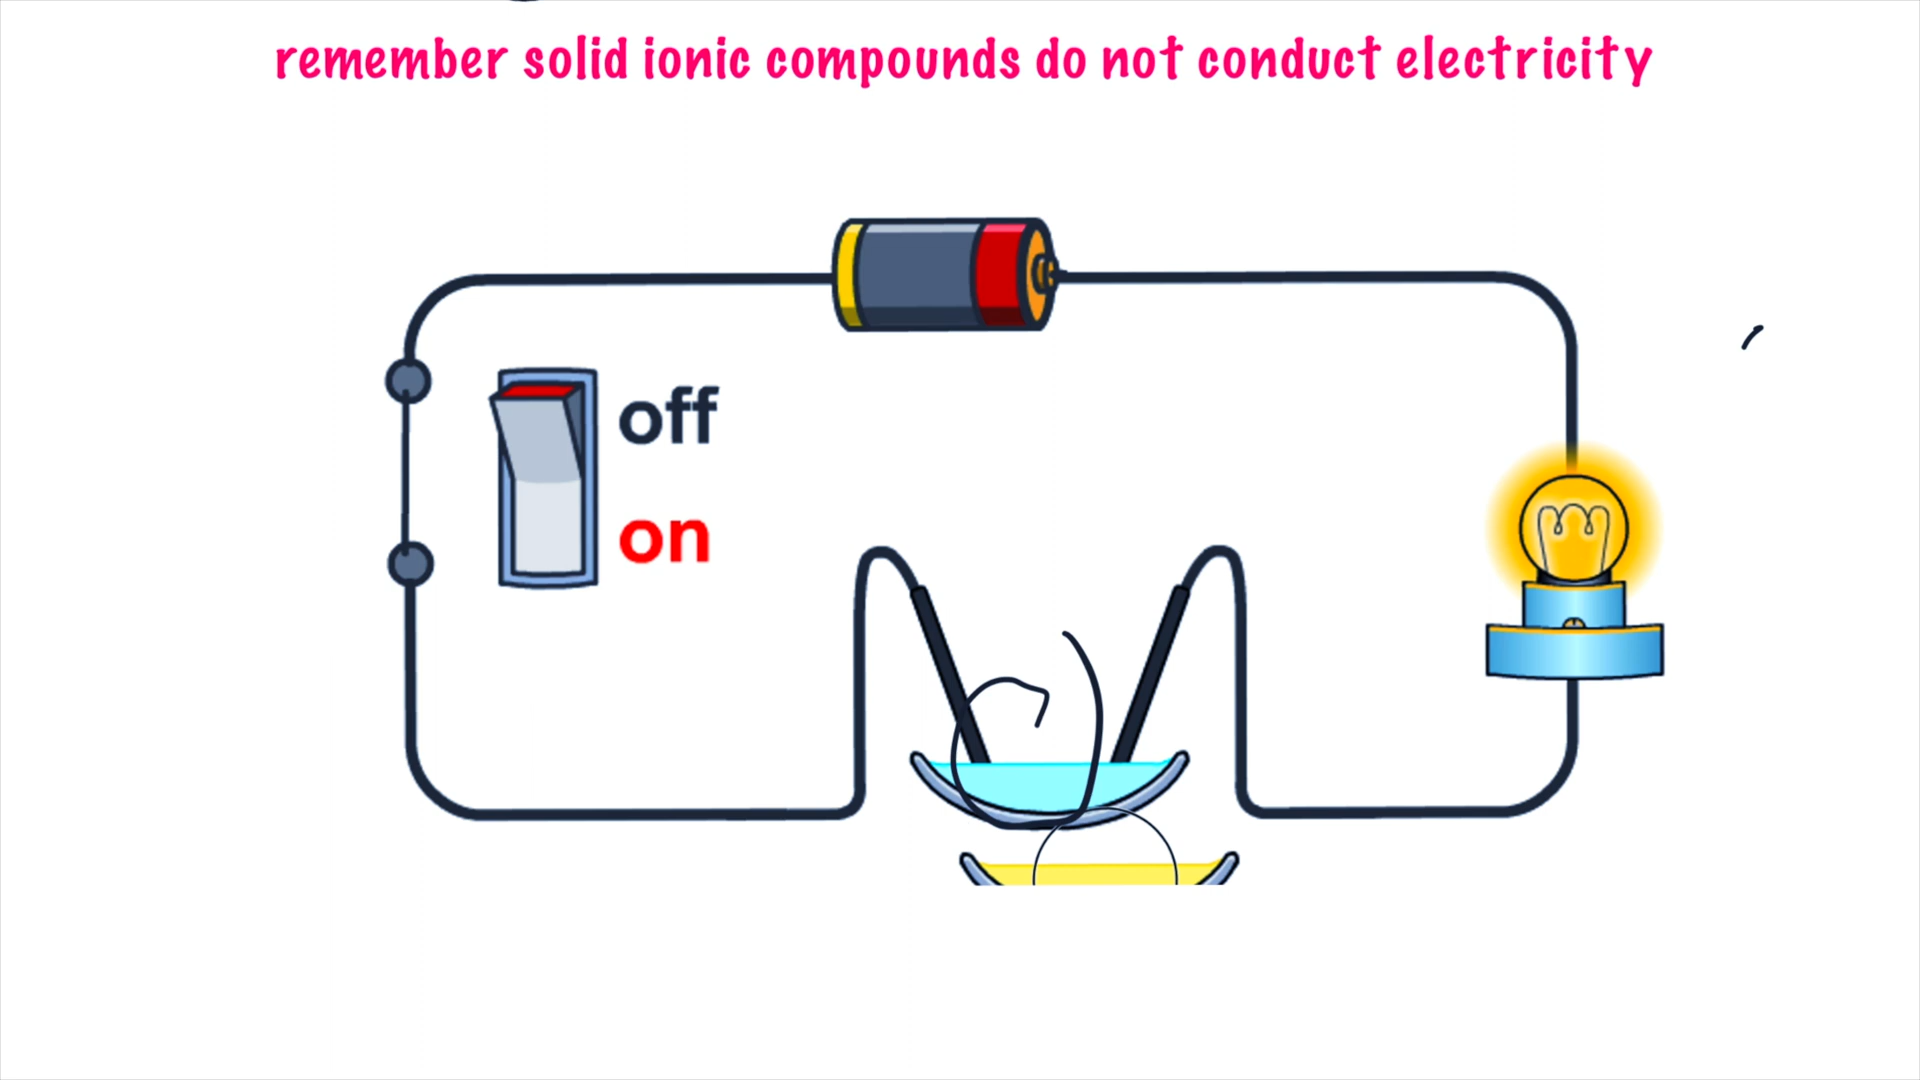 remember solid ionic compounds do not conduct electricity
off
on